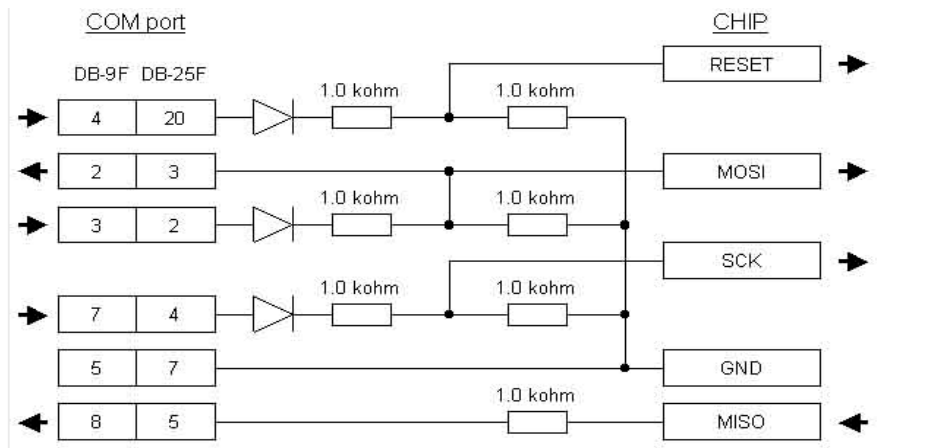 COM port CHIP
DB-9F DB-25F
RESET
1.0 kohm 1.0 kohm
4 20
2 3 MOSI
1.0 kohm 1.0 kohm
3 2
SCK
1.0 kohm 1.0 kohm
7 4
5 7 GND
1.0 kohm
8 5 MISO